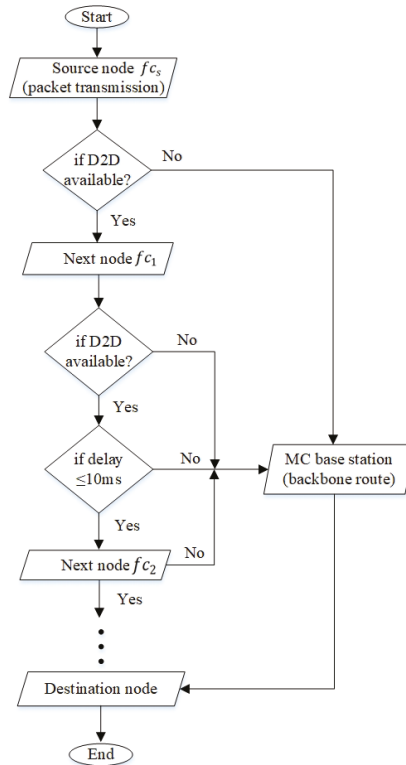 Start
Source node fcₛ
(packet transmission)
if D2D
available?
No
Yes
Next node fc₁
if D2D
available?
No
Yes
if delay
≤10ms
No
MC base station
(backbone route)
Yes
Next node fc₂
No
Yes
Destination node
End